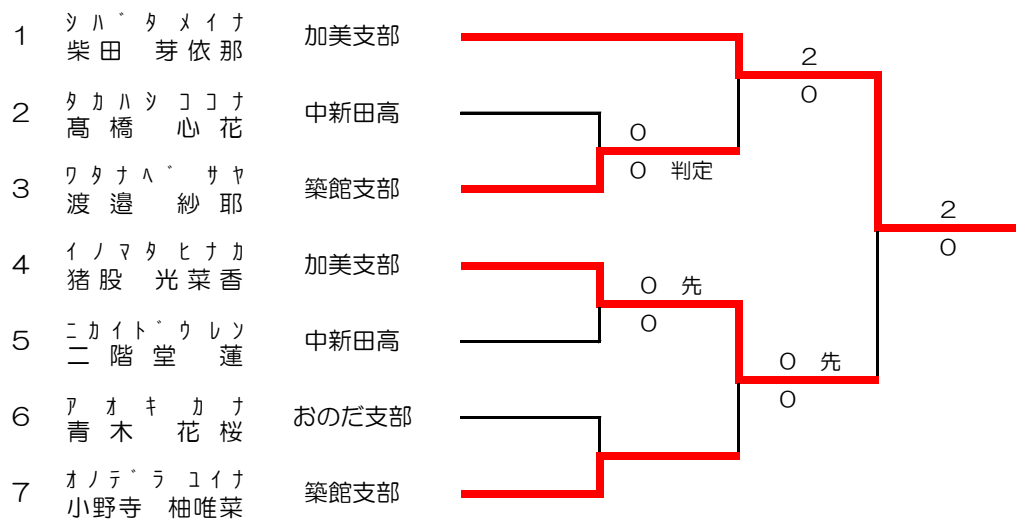 シバタ メイナ
1 柴田 芽依那 加美支部
2
0
タカハシ ココナ
2 髙橋 心花 中新田高
0
0 判定
ワタナベ サヤ
3 渡邉 紗耶 築館支部
2
0
イノマタ ヒナカ
4 猪股 光菜香 加美支部
0 先
0
ニカイドウ レン
5 二階堂 蓮 中新田高
0 先
0
アオキ カナ
6 青木 花桜 おのだ支部
オノデラ ユイナ
7 小野寺 柚唯菜 築館支部